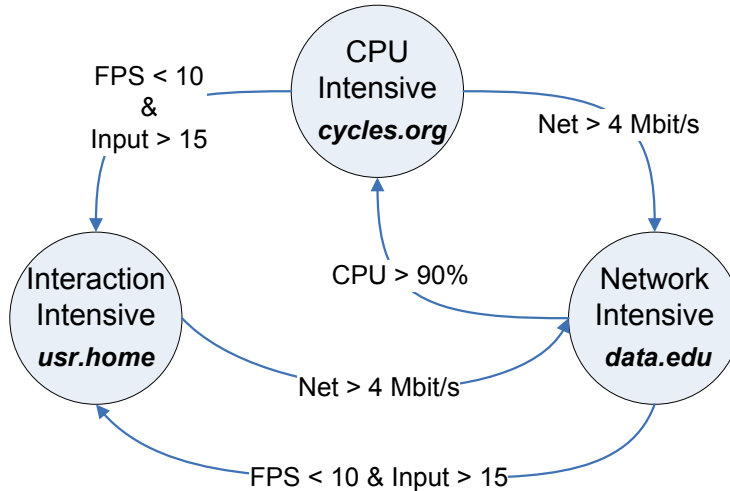 CPU
Intensive
cycles.org
FPS < 10
&
Input > 15
Net > 4 Mbit/s
Interaction
Intensive
usr.home
CPU > 90%
Network
Intensive
data.edu
Net > 4 Mbit/s
FPS < 10 & Input > 15